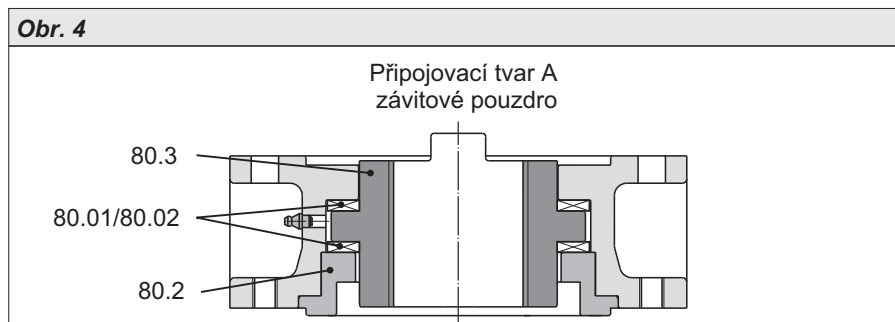 Obr. 4
Připojovací tvar A
závitové pouzdro
80.3
80.01/80.02
80.2